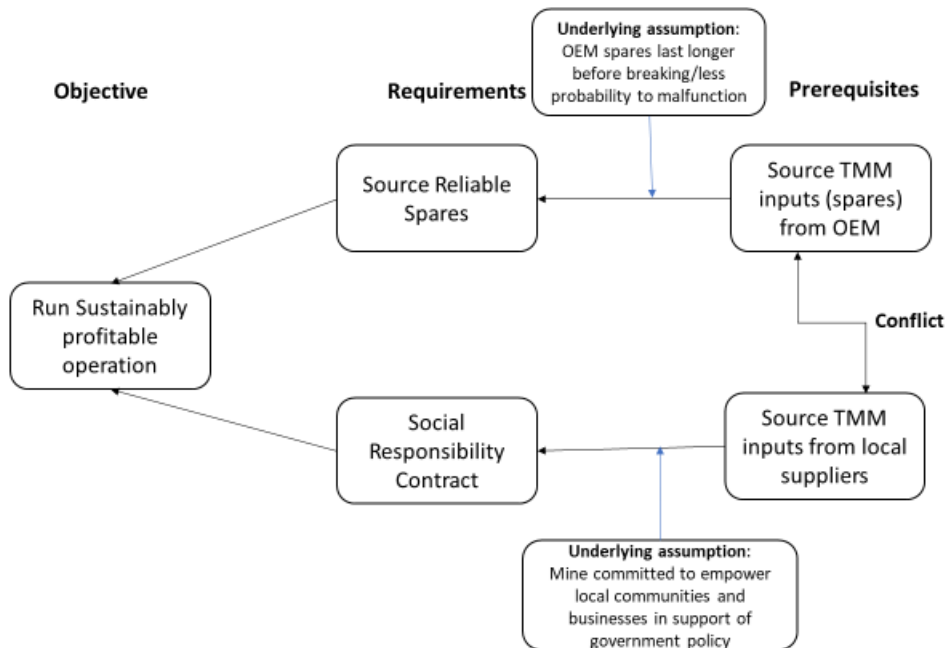 Underlying assumption:
OEM spares last longer
before breaking/less
probability to malfunction
Objective
Requirements
Prerequisites
Source Reliable
Spares
Source TMM
inputs (spares)
from OEM
Run Sustainably
profitable
operation
Conflict
Social
Responsibility
Contract
Source TMM
inputs from local
suppliers
Underlying assumption:
Mine committed to empower
local communities and
businesses in support of
government policy